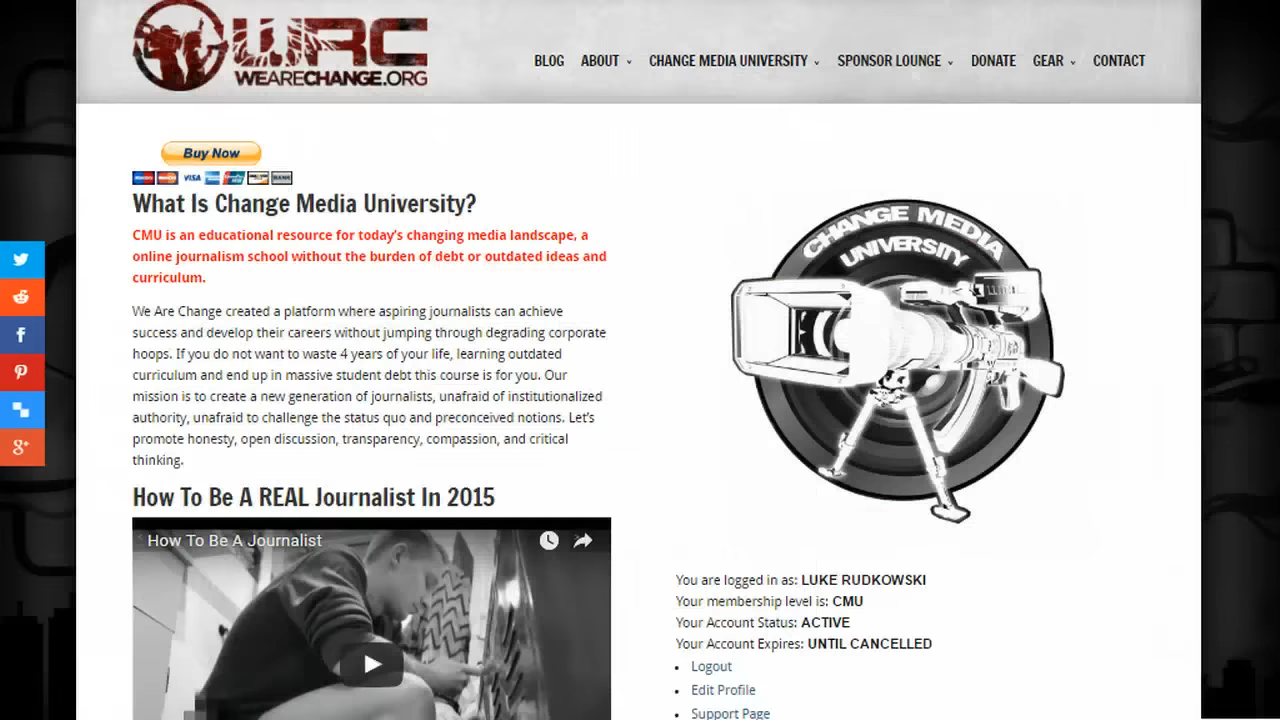 WRC
WEARECHANGE.ORG
BLOG ABOUT CHANGE MEDIA UNIVERSITY SPONSOR LOUNGE DONATE GEAR CONTACT
Buy Now
VISA
What Is Change Media University?
CMU is an educational resource for today's changing media landscape, a
online journalism school without the burden of debt or outdated ideas and
curriculum.
We Are Change created a platform where aspiring journalists can achieve
success and develop their careers without jumping through degrading corporate
hoops. If you do not want to waste 4 years of your life, learning outdated
curriculum and end up in massive student debt this course is for you. Our
mission is to create a new generation of journalists, unafraid of institutionalized
authority, unafraid to challenge the status quo and preconceived notions. Let's
promote honesty, open discussion, transparency, compassion, and critical
thinking.
How To Be A REAL Journalist In 2015
How To Be A Journalist
CHANGE MEDIA
UNIVERSITY
You are logged in as: LUKE RUDKOWSKI
Your membership level is: CMU
Your Account Status: ACTIVE
Your Account Expires: UNTIL CANCELLED
Logout
Edit Profile
Support Page